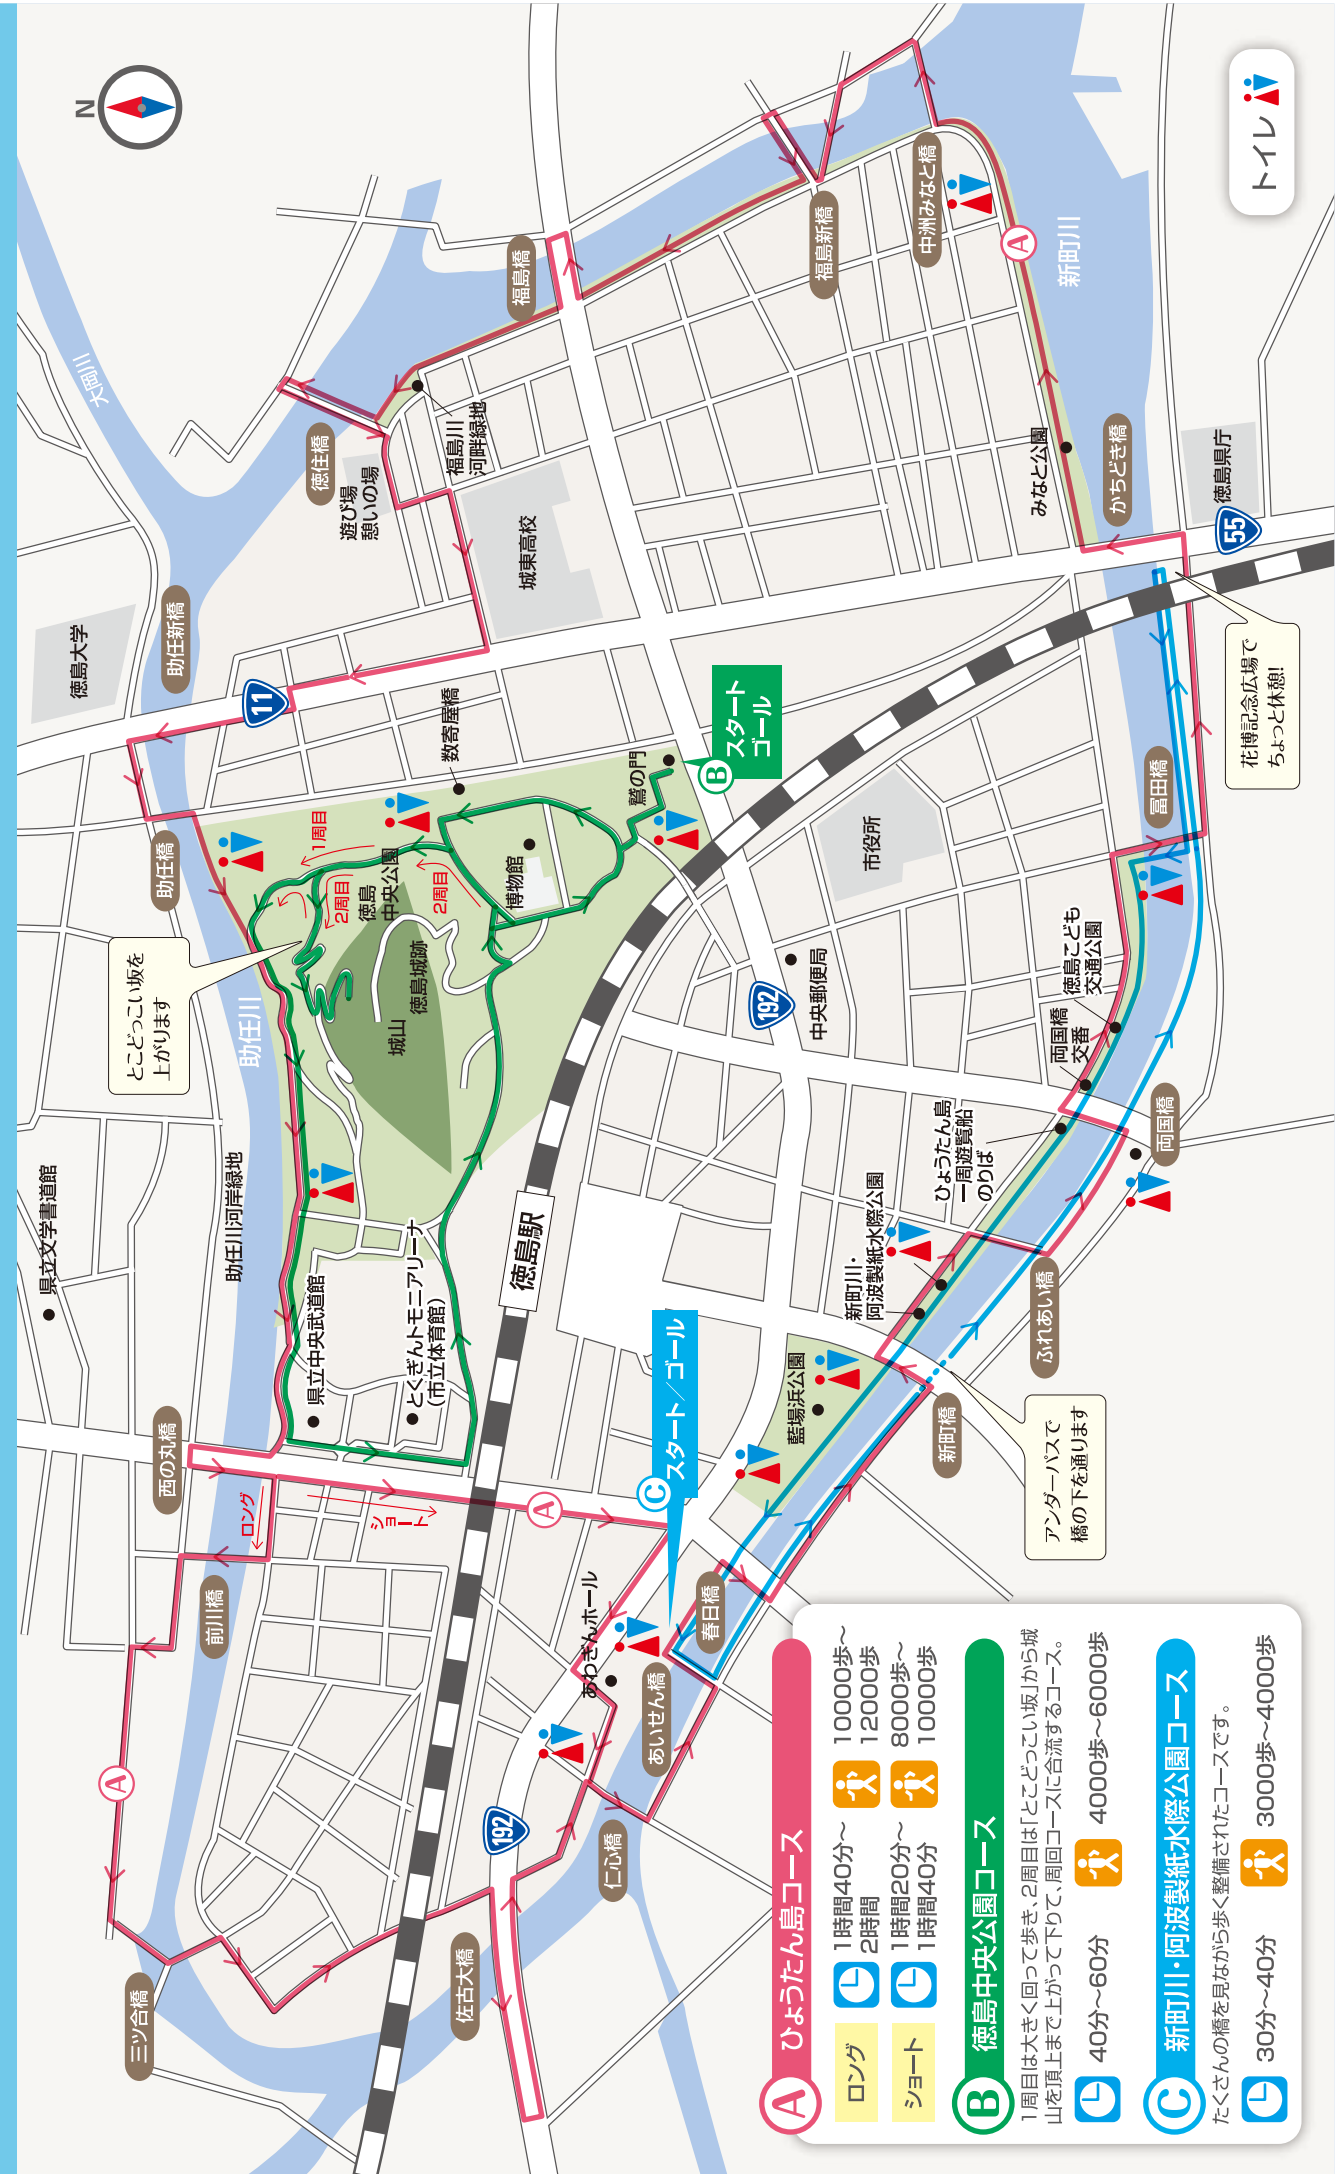 N
トイレ
大岡川
徳島大学
助任新橋
徳住橋
遊び場
憩いの場
福島川
河畔緑地
福島橋
福島新橋
中洲みなと橋
A
新町川
みなと公園
かちどき橋
徳島県庁
55
城東高校
11
助任橋
数寄屋橋
鷲の門
B
スタート
ゴール
花博記念広場で
ちょっと休憩!
冨田橋
市役所
1周目
2周目
2周目
徳島
中央公園
博物館
徳島城跡
城山
とこどっこい坂を
上がります
助任川
192
中央郵便局
徳島こども
交通公園
両国橋
交番
両国橋
ひょうたん島
一周遊覧船
のりば
新町川・
阿波製紙水際公園
ふれあい橋
県立文学書道館
助任川河岸緑地
県立中央武道館
とくぎんトモニアリーナ
(市立体育館)
徳島駅
C
スタート/ゴール
藍場浜公園
新町橋
アンダーパスで
橋の下を通ります
西の丸橋
ロング
ショート
A
前川橋
あわぎんホール
春日橋
あいせん橋
仁心橋
192
A
三ツ合橋
佐古大橋
A ひょうたん島コース
ロング 1時間40分〜
2時間 10000歩〜
12000歩
ショート 1時間20分〜
1時間40分 8000歩〜
10000歩
B 徳島中央公園コース
1周目は大きく回って歩き、2周目は「とこどっこい坂」から城
山を頂上まで上がって下りて、周回コースに合流するコース。
40分〜60分 4000歩〜6000歩
C 新町川・阿波製紙水際公園コース
たくさんの橋を見ながら歩く整備されたコースです。
30分〜40分 3000歩〜4000歩